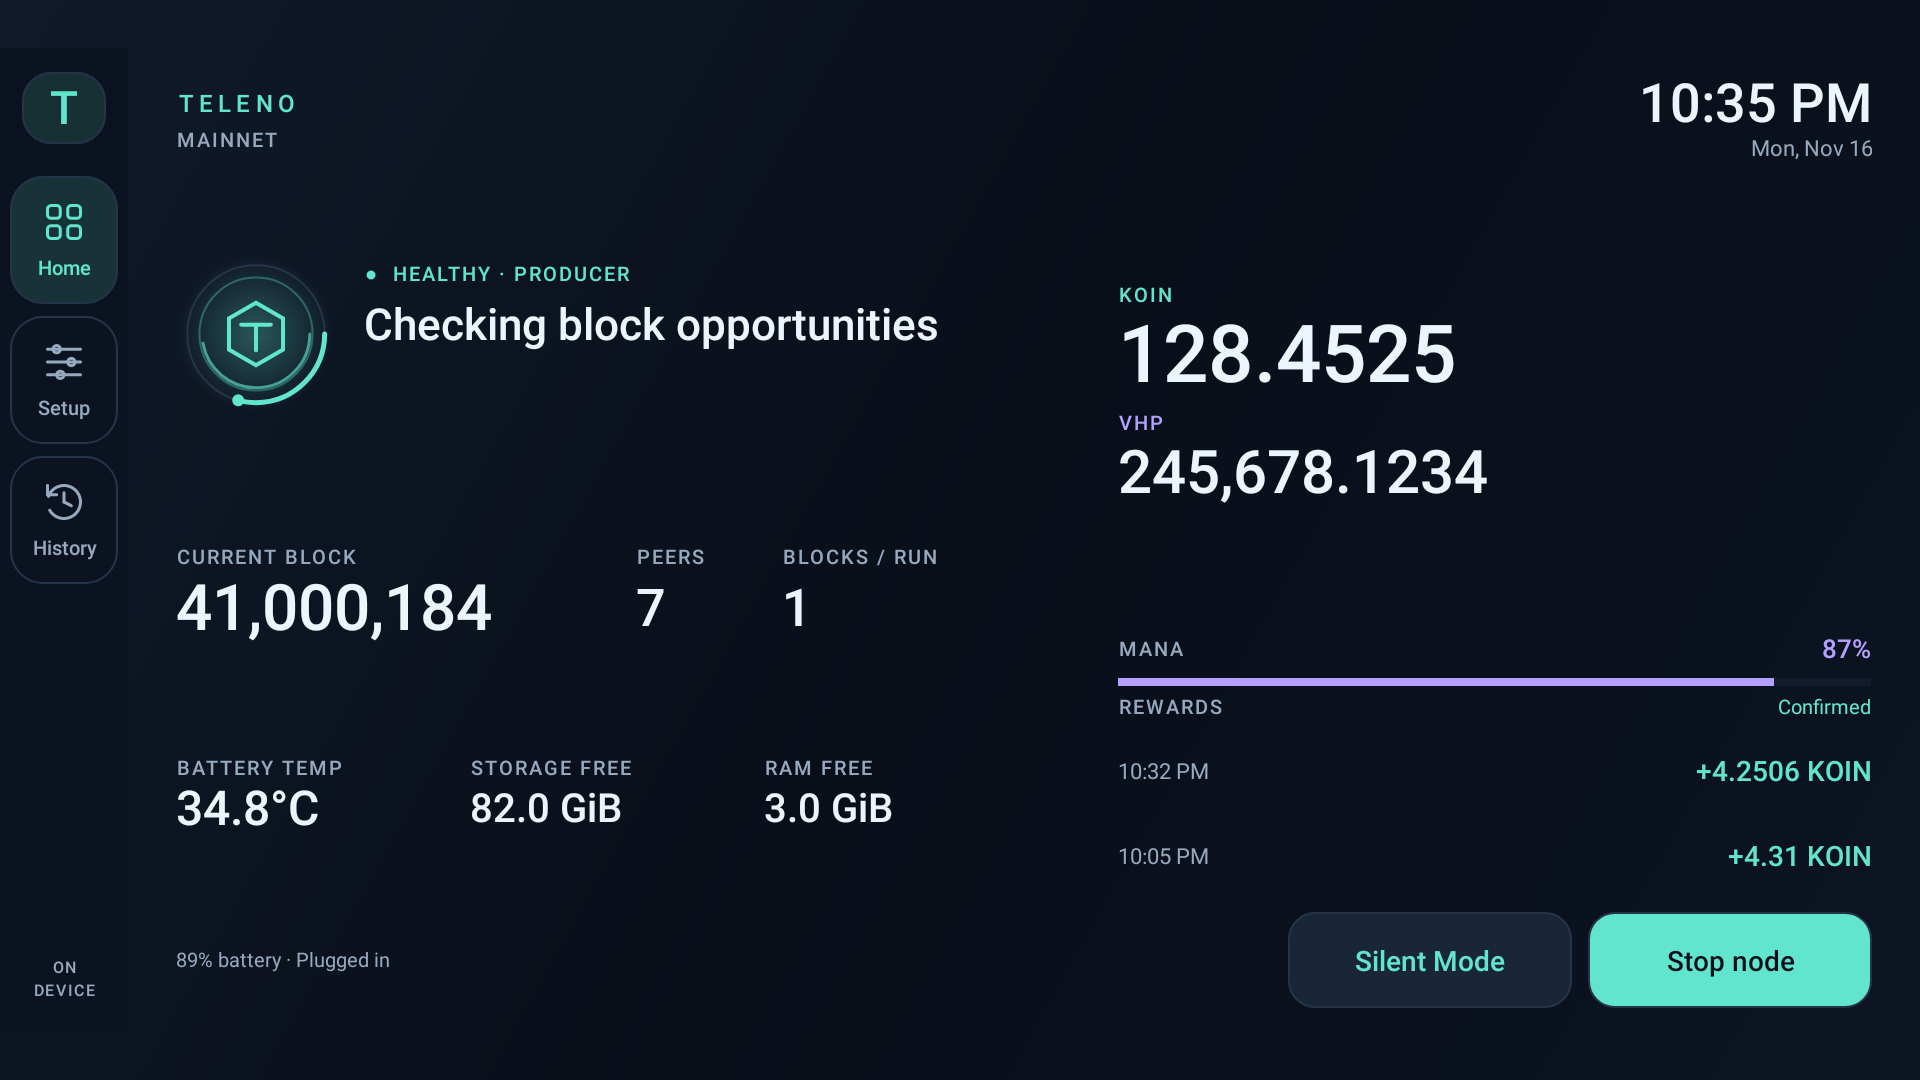 T
Home
Setup
History
ON
DEVICE
TELENO
MAINNET
10:35 PM
Mon, Nov 16
HEALTHY · PRODUCER
Checking block opportunities
KOIN
128.4525
VHP
245,678.1234
CURRENT BLOCK
41,000,184
PEERS
7
BLOCKS / RUN
1
MANA
87%
REWARDS
Confirmed
10:32 PM
+4.2506 KOIN
10:05 PM
+4.31 KOIN
BATTERY TEMP
34.8°C
STORAGE FREE
82.0 GiB
RAM FREE
3.0 GiB
89% battery · Plugged in
Silent Mode
Stop node